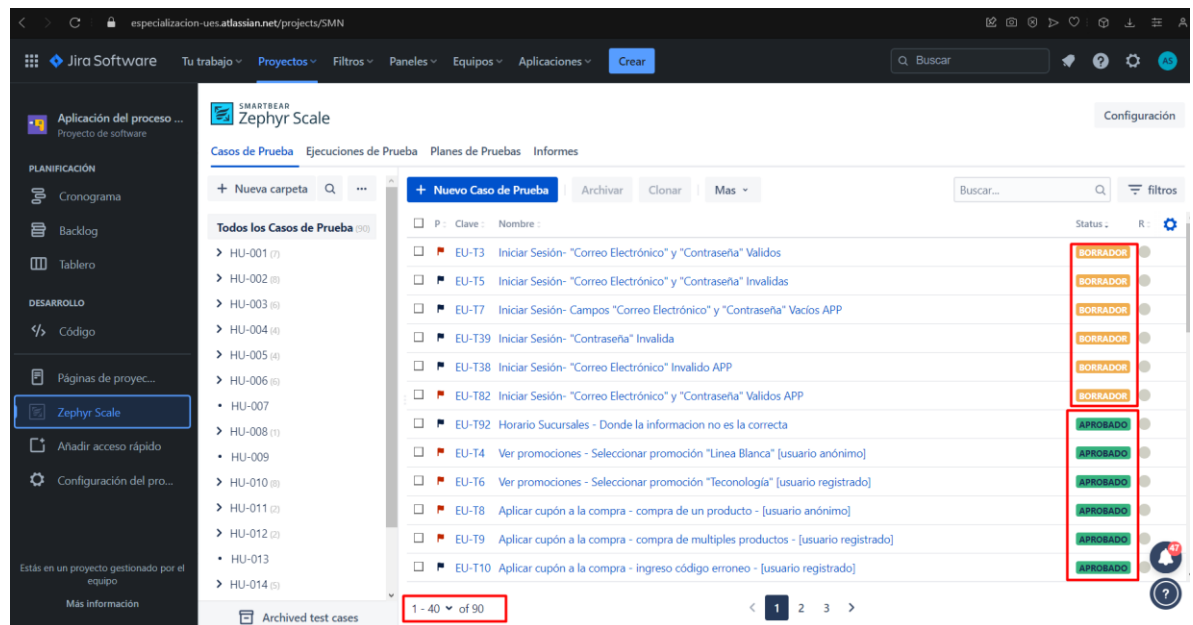 especializacion-ues.atlassian.net/projects/SMN
Jira Software Tu trabajo Proyectos Filtros Paneles Equipos Aplicaciones Crear Buscar AS
Aplicación del proceso ...
Proyecto de software
PLANIFICACIÓN
Cronograma
Backlog
Tablero
DESARROLLO
Código
Páginas de proyec...
Zephyr Scale
Añadir acceso rápido
Configuración del pro...
Estás en un proyecto gestionado por el
equipo
Más información
SMARTBEAR
Zephyr Scale
Configuración
Casos de Prueba Ejecuciones de Prueba Planes de Pruebas Informes
+ Nueva carpeta ...
Todos los Casos de Prueba (90)
HU-001 (7)
HU-002 (8)
HU-003 (6)
HU-004 (4)
HU-005 (4)
HU-006 (6)
HU-007
HU-008 (1)
HU-009
HU-010 (8)
HU-011 (2)
HU-012 (2)
HU-013
HU-014 (5)
Archived test cases
+ Nuevo Caso de Prueba Archivar Clonar Mas Buscar... filtros
P Clave Nombre Status R
EU-T3 Iniciar Sesión- "Correo Electrónico" y "Contraseña" Validos BORRADOR
EU-T5 Iniciar Sesión- "Correo Electrónico" y "Contraseña" Invalidas BORRADOR
EU-T7 Iniciar Sesión- Campos "Correo Electrónico" y "Contraseña" Vacíos APP BORRADOR
EU-T39 Iniciar Sesión- "Contraseña" Invalida BORRADOR
EU-T38 Iniciar Sesión- "Correo Electrónico" Invalido APP BORRADOR
EU-T82 Iniciar Sesión- "Correo Electrónico" y "Contraseña" Validos APP BORRADOR
EU-T92 Horario Sucursales - Donde la informacion no es la correcta APROBADO
EU-T4 Ver promociones - Seleccionar promoción "Linea Blanca" [usuario anónimo] APROBADO
EU-T6 Ver promociones - Seleccionar promoción "Teconología" [usuario registrado] APROBADO
EU-T8 Aplicar cupón a la compra - compra de un producto - [usuario anónimo] APROBADO
EU-T9 Aplicar cupón a la compra - compra de multiples productos - [usuario registrado] APROBADO
EU-T10 Aplicar cupón a la compra - ingreso código erroneo - [usuario registrado] APROBADO
47
?
1 - 40 of 90
< 1 2 3 >